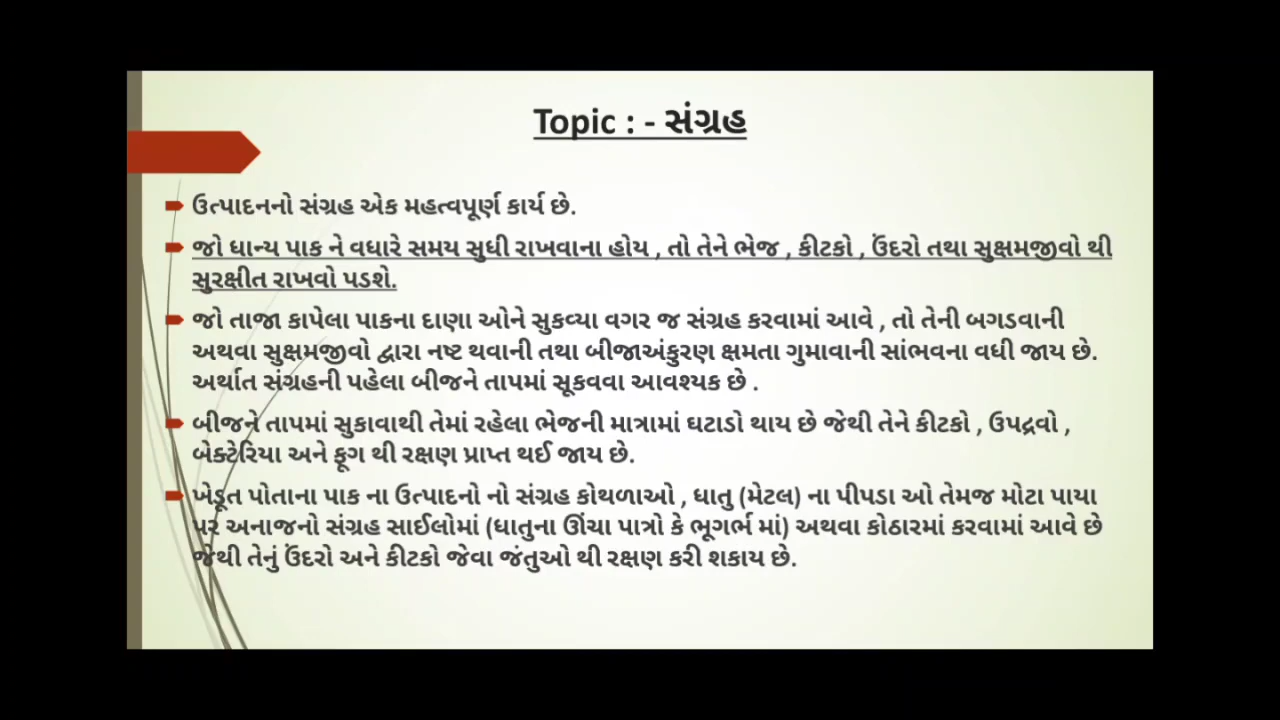 Topic : - સંગ્રહ
ઉત્પાદનનો સંગ્રહ એક મહત્વપૂર્ણ કાર્ય છે.
જો ધાન્ય પાક ને વધારે સમય સુધી રાખવાના હોય , તો તેને ભેજ , કીટકો , ઉંદરો તથા સુક્ષમજીવો થી
સુરક્ષીત રાખવો પડશે.
જો તાજા કાપેલા પાકના દાણા ઓને સુકવ્યા વગર જ સંગ્રહ કરવામાં આવે , તો તેની બગડવાની
અથવા સુક્ષમજીવો દ્વારા નષ્ટ થવાની તથા બીજાઅંકુરણ ક્ષમતા ગુમાવાની સાંભવના વધી જાય છે.
અર્થાત સંગ્રહની પહેલા બીજને તાપમાં સૂકવવા આવશ્યક છે .
બીજને તાપમાં સુકાવાથી તેમાં રહેલા ભેજની માત્રામાં ઘટાડો થાય છે જેથી તેને કીટકો , ઉપદ્રવો ,
બેક્ટેરિયા અને ફૂગ થી રક્ષણ પ્રાપ્ત થઈ જાય છે.
ખેડૂત પોતાના પાક ના ઉત્પાદનો નો સંગ્રહ કોથળાઓ , ધાતુ (મેટલ) ના પીપડા ઓ તેમજ મોટા પાયા
પર અનાજનો સંગ્રહ સાઈલોમાં (ધાતુના ઊંચા પાત્રો કે ભૂગર્ભ માં) અથવા કોઠારમાં કરવામાં આવે છે
જેથી તેનું ઉંદરો અને કીટકો જેવા જંતુઓ થી રક્ષણ કરી શકાય છે.